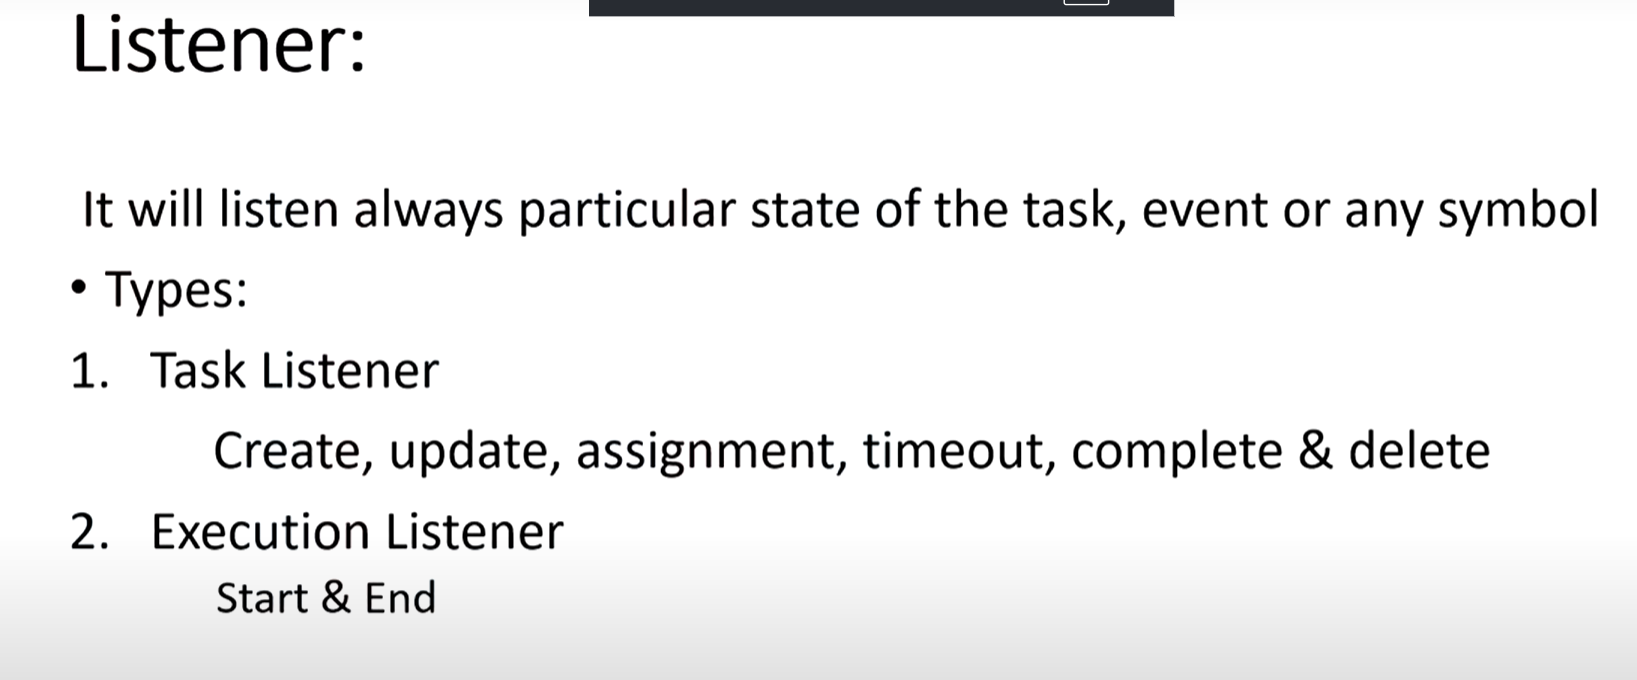 Listener:
It will listen always particular state of the task, event or any symbol
• Types:
1. Task Listener
Create, update, assignment, timeout, complete & delete
2. Execution Listener
Start & End